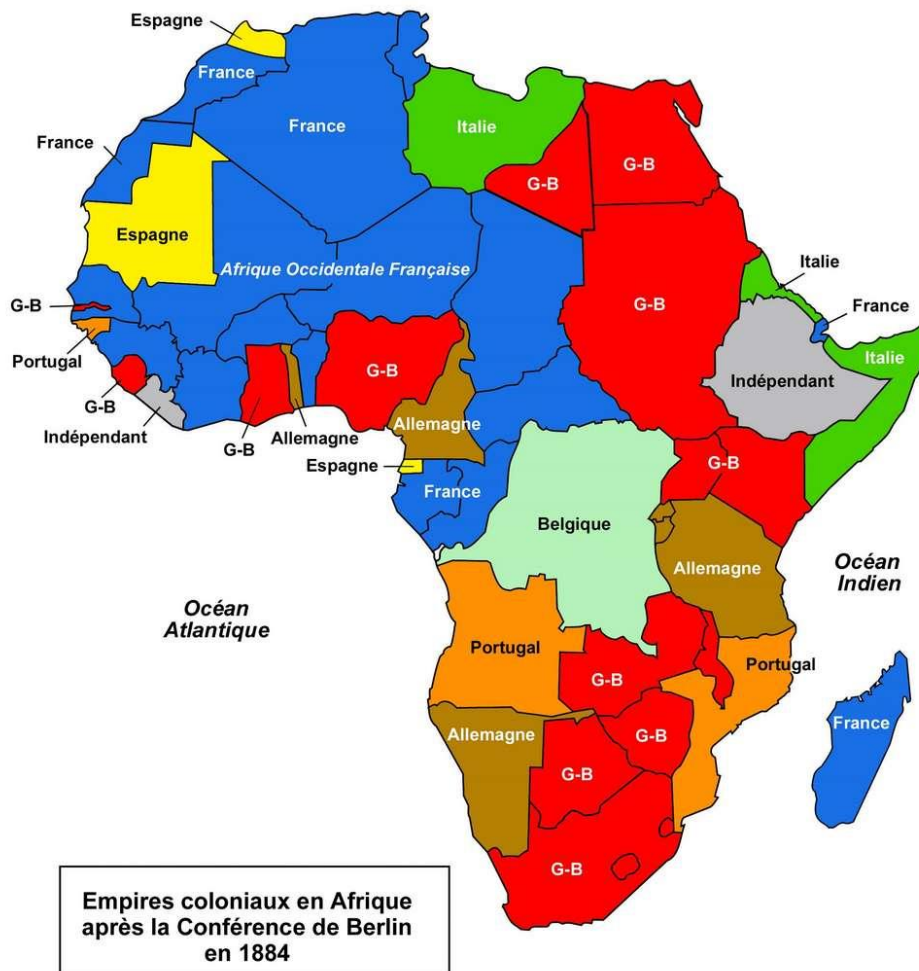 Espagne
France
France
Italie
G-B
G-B
France
Espagne
Afrique Occidentale Française
G-B
Italie
G-B
France
Portugal
Italie
G-B
Indépendant
G-B
Indépendant
G-B
Allemagne
Allemagne
Espagne
G-B
France
Belgique
Océan
Indien
Allemagne
Océan
Atlantique
Portugal
Portugal
G-B
France
Allemagne
G-B
G-B
G-B
Empires coloniaux en Afrique
après la Conférence de Berlin
en 1884